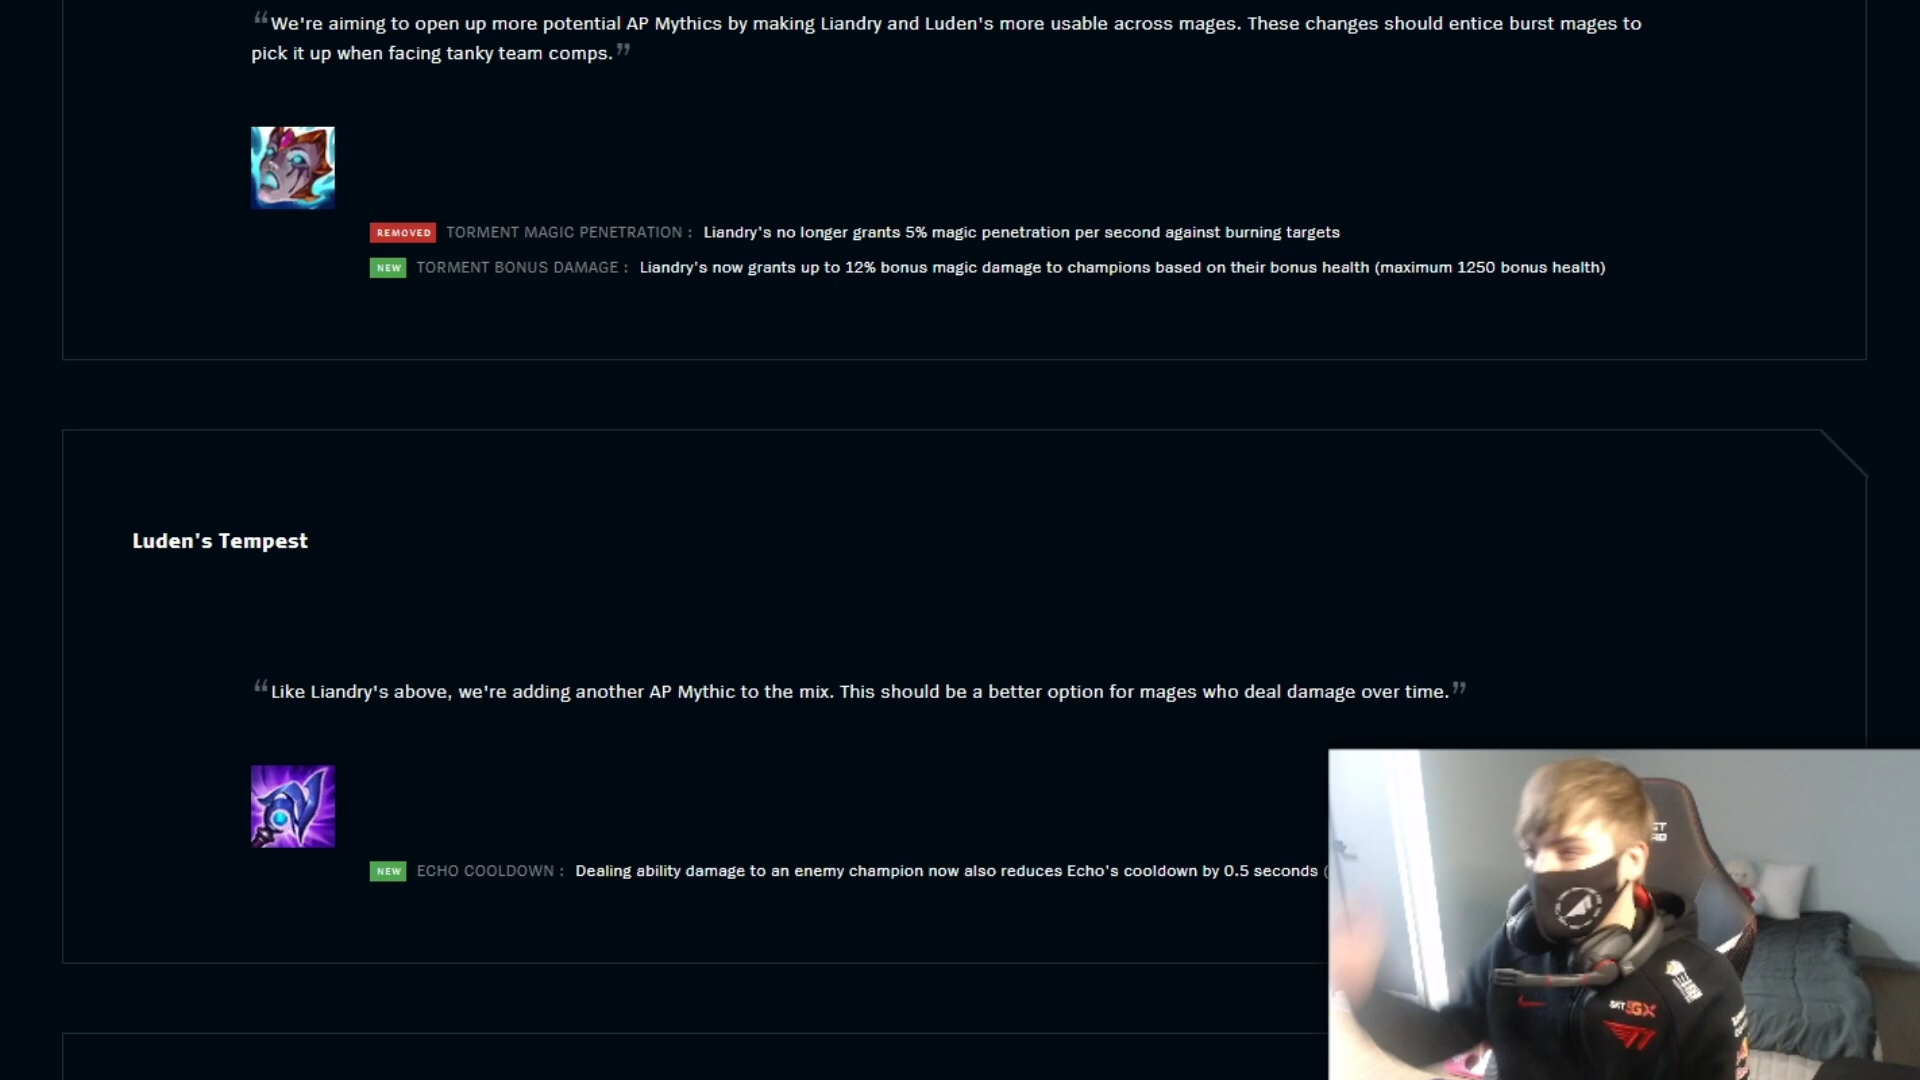 “We're aiming to open up more potential AP Mythics by making Liandry and Luden's more usable across mages. These changes should entice burst mages to
pick it up when facing tanky team comps.”
REMOVED TORMENT MAGIC PENETRATION : Liandry's no longer grants 5% magic penetration per second against burning targets
NEW TORMENT BONUS DAMAGE : Liandry's now grants up to 12% bonus magic damage to champions based on their bonus health (maximum 1250 bonus health)
Luden's Tempest
“Like Liandry's above, we're adding another AP Mythic to the mix. This should be a better option for mages who deal damage over time.”
NEW ECHO COOLDOWN : Dealing ability damage to an enemy champion now also reduces Echo's cooldown by 0.5 seconds (
T1